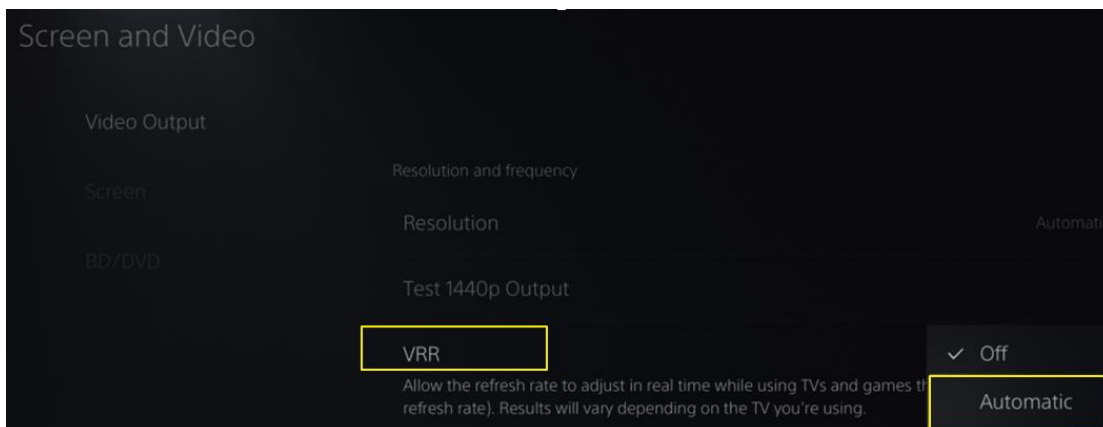 Screen and Video
Video Output
Screen
BD/DVD
Resolution and frequency
Resolution
Automati
Test 1440p Output
VRR
Off
Allow the refresh rate to adjust in real time while using TVs and games th
refresh rate). Results will vary depending on the TV you're using.
Automatic